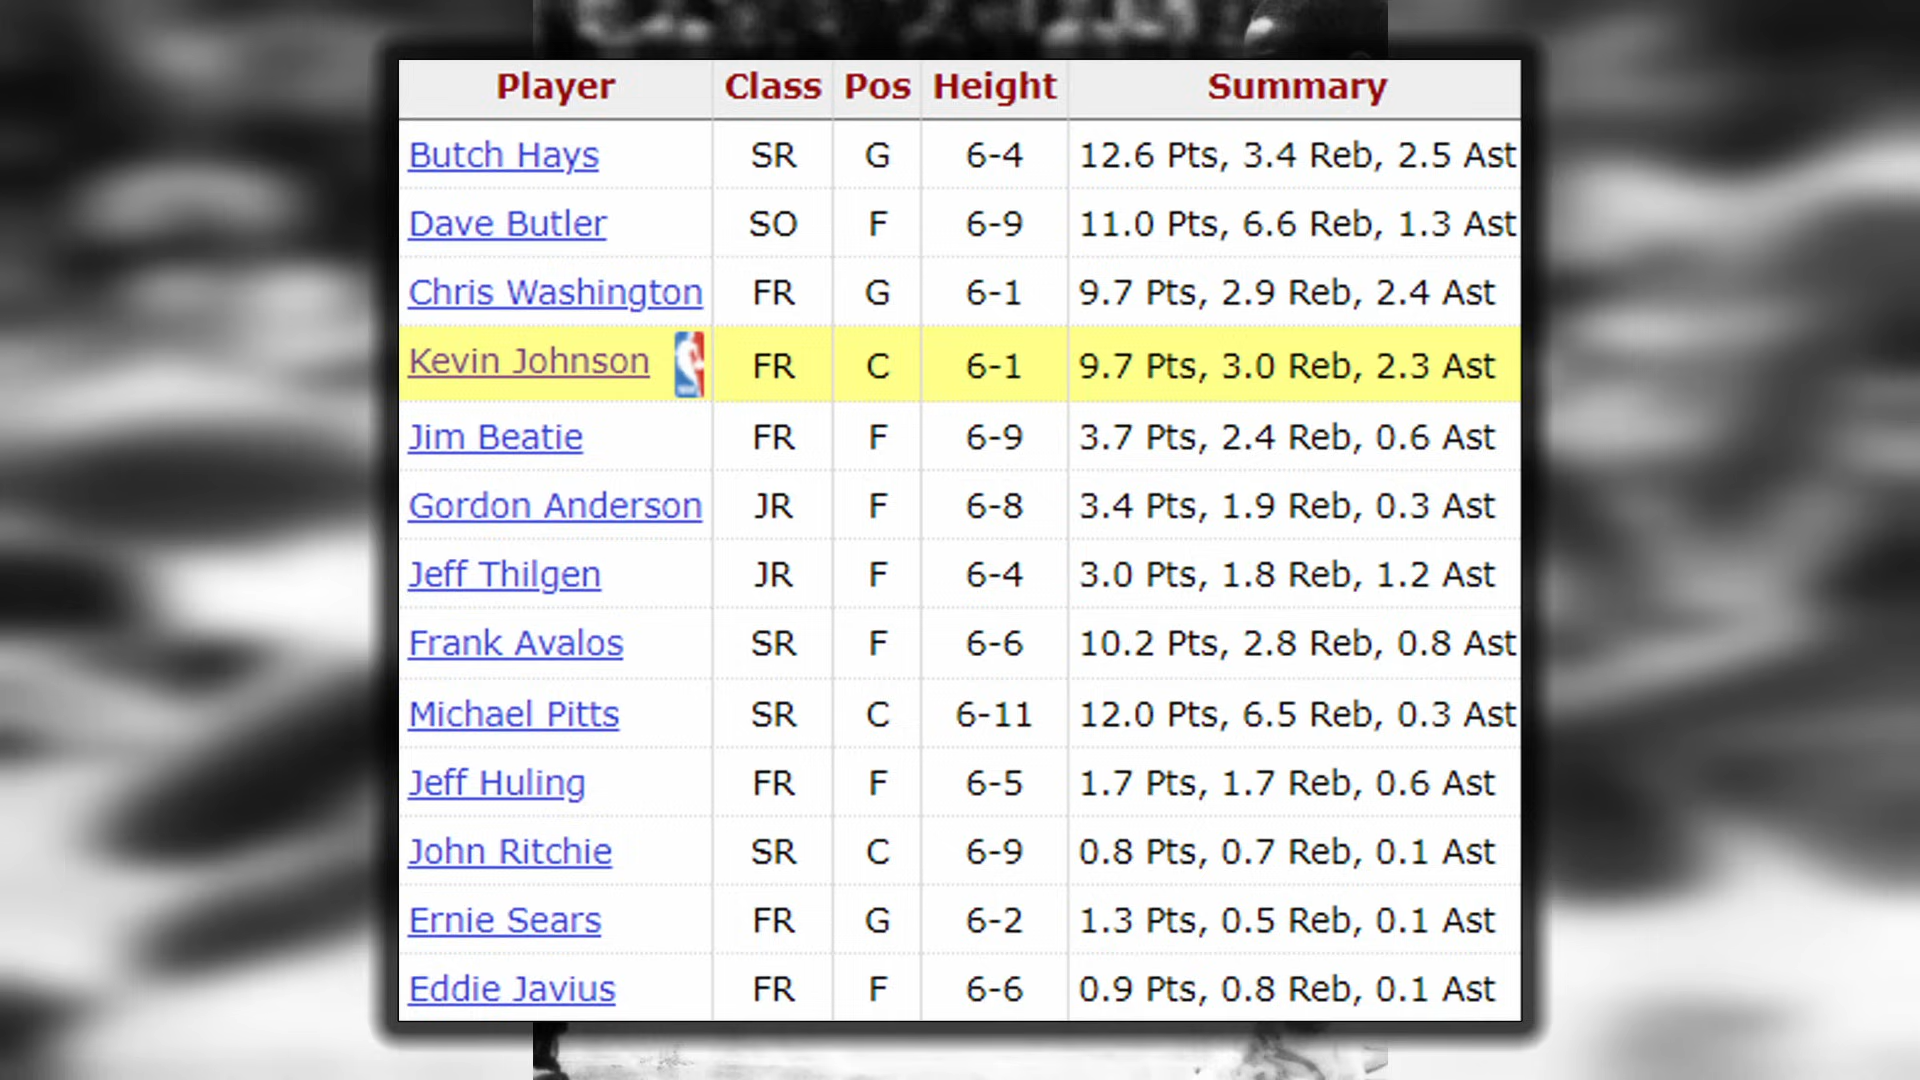 Player Class Pos Height Summary
Butch Hays SR G 6-4 12.6 Pts, 3.4 Reb, 2.5 Ast
Dave Butler SO F 6-9 11.0 Pts, 6.6 Reb, 1.3 Ast
Chris Washington FR G 6-1 9.7 Pts, 2.9 Reb, 2.4 Ast
Kevin Johnson FR C 6-1 9.7 Pts, 3.0 Reb, 2.3 Ast
Jim Beatie FR F 6-9 3.7 Pts, 2.4 Reb, 0.6 Ast
Gordon Anderson JR F 6-8 3.4 Pts, 1.9 Reb, 0.3 Ast
Jeff Thilgen JR F 6-4 3.0 Pts, 1.8 Reb, 1.2 Ast
Frank Avalos SR F 6-6 10.2 Pts, 2.8 Reb, 0.8 Ast
Michael Pitts SR C 6-11 12.0 Pts, 6.5 Reb, 0.3 Ast
Jeff Huling FR F 6-5 1.7 Pts, 1.7 Reb, 0.6 Ast
John Ritchie SR C 6-9 0.8 Pts, 0.7 Reb, 0.1 Ast
Ernie Sears FR G 6-2 1.3 Pts, 0.5 Reb, 0.1 Ast
Eddie Javius FR F 6-6 0.9 Pts, 0.8 Reb, 0.1 Ast